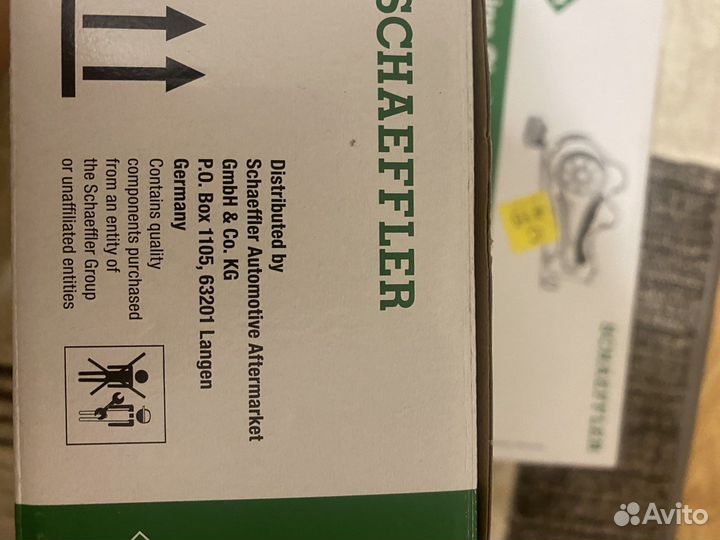 SCHAEFFLER
Distributed by
Schaeffler Automotive Aftermarket
GmbH & Co. KG
P.O. Box 1105, 63201 Langen
Germany
Contains quality
components purchased
from an entity of
the Schaeffler Group
or unaffiliated entities
SCHAEFFLER
Avito